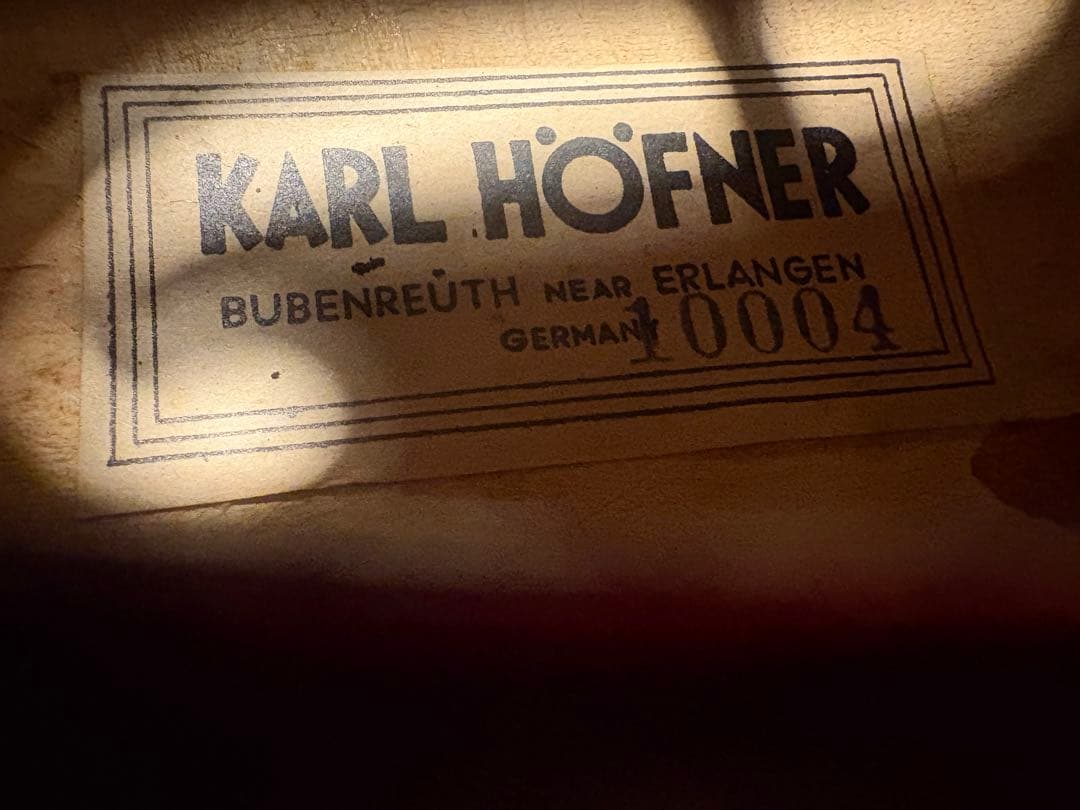 KARL HÖFNER
BUBENREUTH NEAR ERLANGEN
GERMANY 10004